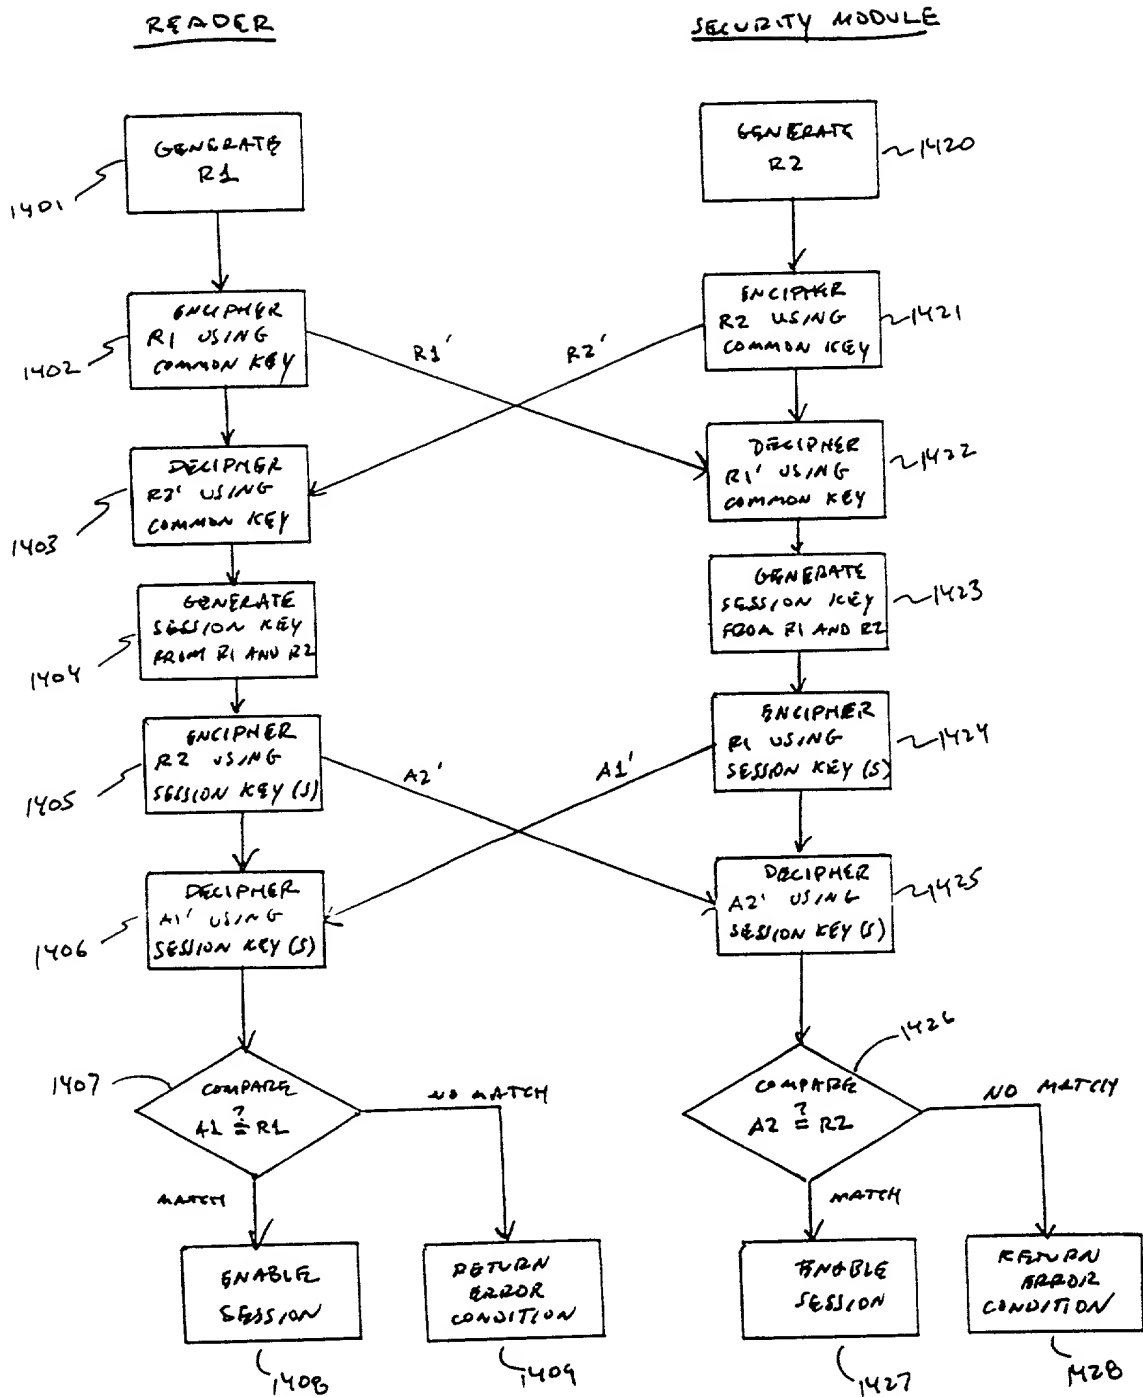 READER
SECURITY MODULE
GENERATE
R1
1401
GENERATE
R2
1420
ENCIPHER
R1 USING
COMMON KEY
1402
R1'
R2'
ENCIPHER
R2 USING
COMMON KEY
1421
DECIPHER
R2' USING
COMMON KEY
1403
DECIPHER
R1' USING
COMMON KEY
1422
GENERATE
SESSION KEY
FROM R1 AND R2
1404
GENERATE
SESSION KEY
FROM R1 AND R2
1423
ENCIPHER
R2 USING
SESSION KEY (S)
1405
A2'
A1'
ENCIPHER
R1 USING
SESSION KEY (S)
1424
DECIPHER
A1' USING
SESSION KEY (S)
1406
DECIPHER
A2' USING
SESSION KEY (S)
1425
1407
COMPARE
A1 ?= R1
NO MATCH
MATCH
1426
COMPARE
A2 ?= R2
NO MATCH
MATCH
ENABLE
SESSION
1408
RETURN
ERROR
CONDITION
1409
ENABLE
SESSION
1427
RETURN
ERROR
CONDITION
1428